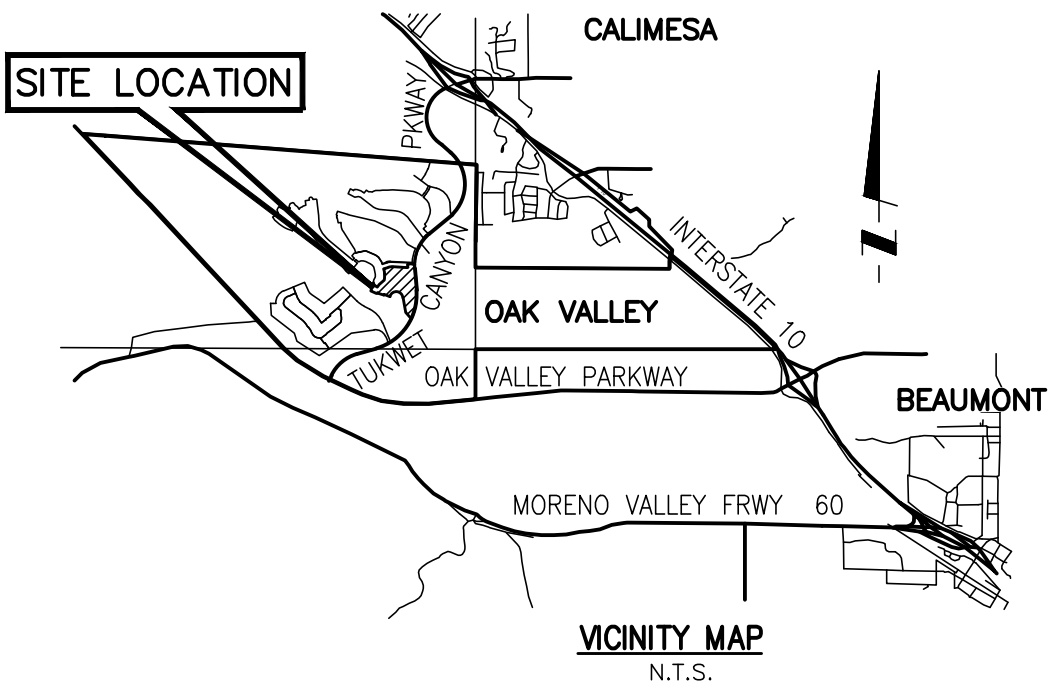 CALIMESA
SITE LOCATION
TUKWET CANYON PKWAY
INTERSTATE 10
OAK VALLEY
OAK VALLEY PARKWAY
BEAUMONT
MORENO VALLEY FRWY 60
VICINITY MAP
N.T.S.